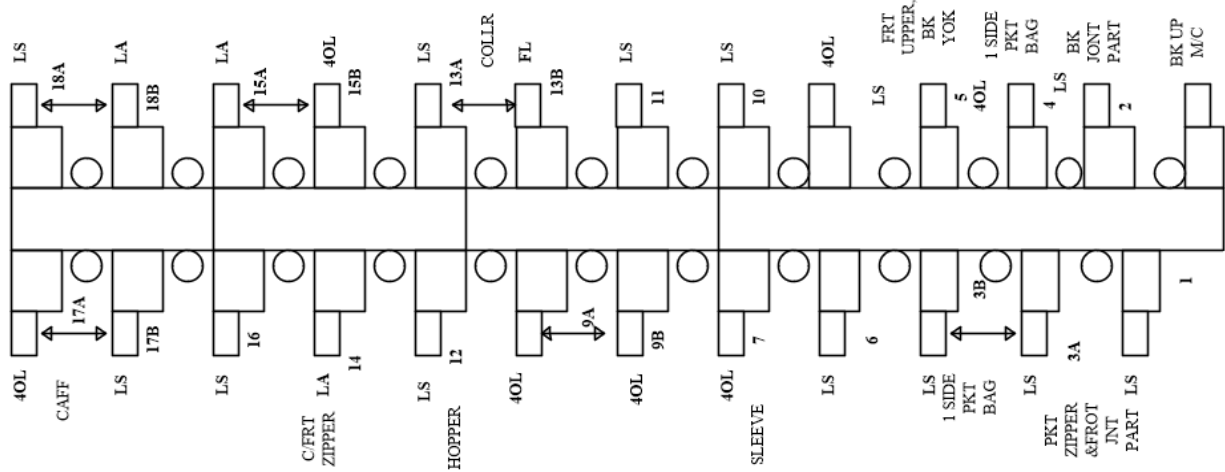 LS
18A
LA
18B
LA
15A
4OL
15B
LS
13A
COLLR
FL
13B
LS
11
LS
10
4OL
LS
FRT
UPPER,
BK
YOK
5
4OL
1 SIDE
PKT
BAG
4
LS
BK
JONT
PART
2
BK UP
M/C
4OL
17A
CAFF
LS
17B
LS
16
LA
14
C/FRT
ZIPPER
LS
12
HOPPER
4OL
9A
4OL
9B
4OL
7
SLEEVE
LS
6
LS
3B
1 SIDE
PKT
BAG
LS
3A
PKT
ZIPPER
&FROT
JNT
PART
LS
1